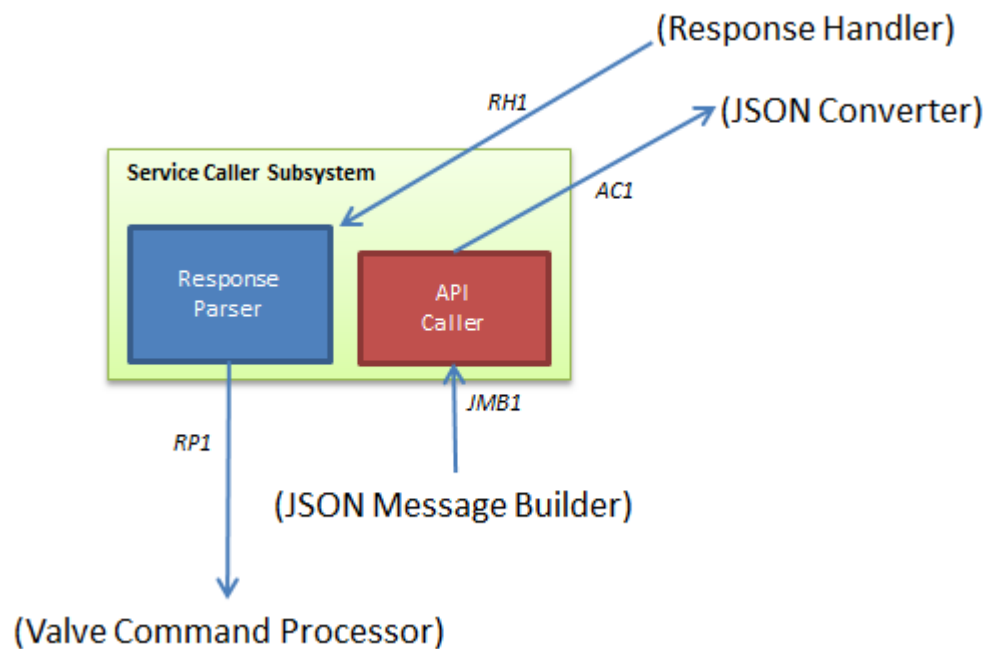 (Response Handler)
RH1
(JSON Converter)
Service Caller Subsystem
AC1
Response
Parser
API
Caller
JMB1
RP1
(JSON Message Builder)
(Valve Command Processor)